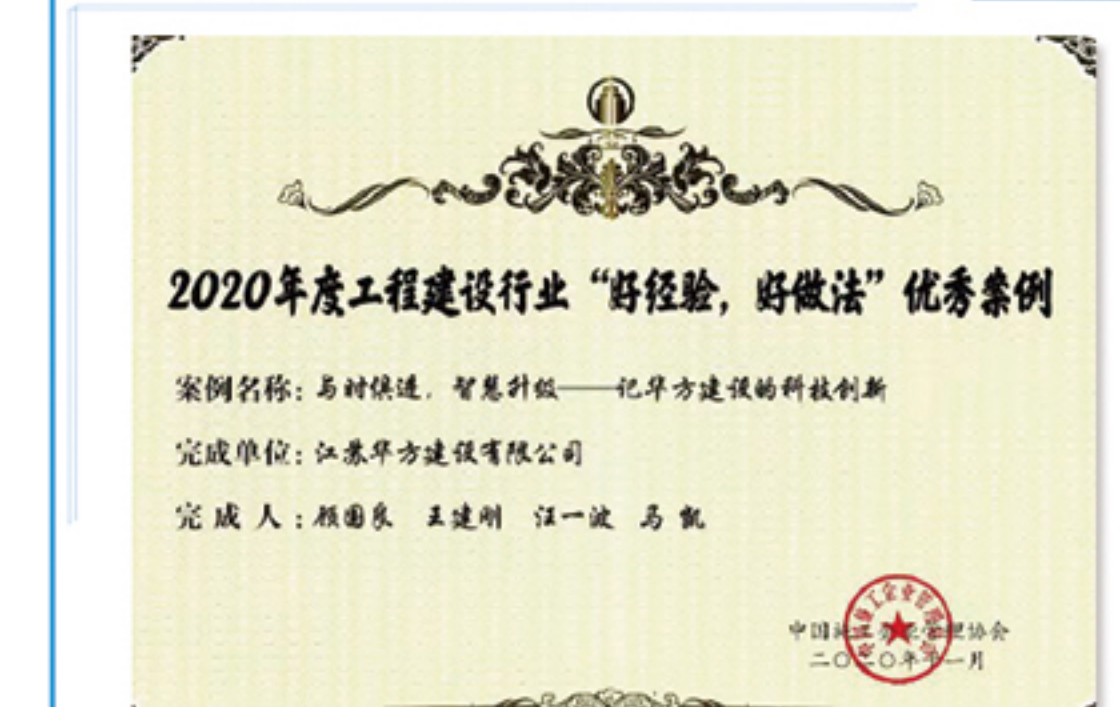 2020年度工程建设行业“好经验，好做法”优秀案例
案例名称：与时俱进，智慧升级——记华方建设的科技创新
完成单位：江苏华方建设有限公司
完成人：顾国良 王建刚 汪一波 马凯
中国施工企业管理协会
二〇二〇年十一月